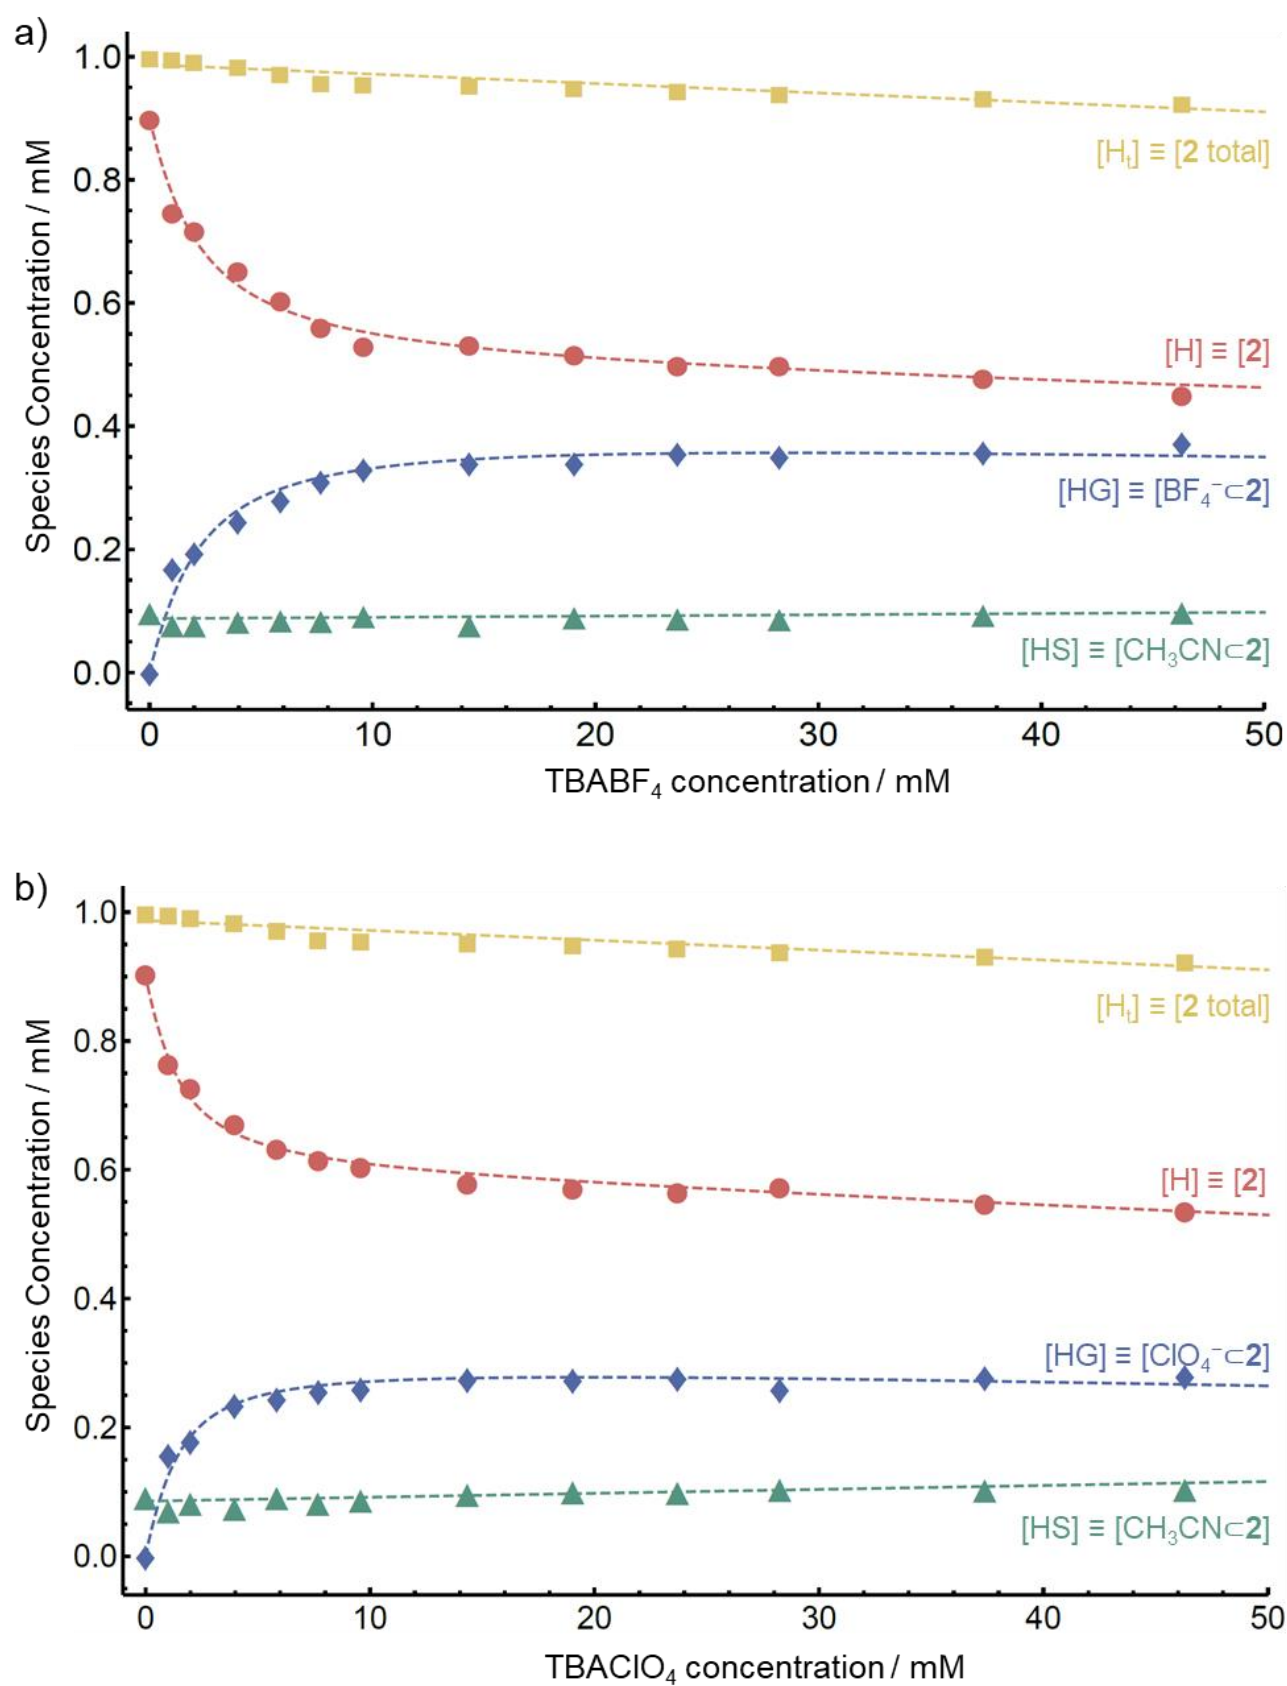 a)
Species Concentration / mM
1.0
0.8
0.6
0.4
0.2
0.0
[Hₜ] ≡ [2 total]
[H] ≡ [2]
[HG] ≡ [BF₄⁻⊂2]
[HS] ≡ [CH₃CN⊂2]
0 10 20 30 40 50
TBABF₄ concentration / mM
b)
Species Concentration / mM
1.0
0.8
0.6
0.4
0.2
0.0
[Hₜ] ≡ [2 total]
[H] ≡ [2]
[HG] ≡ [ClO₄⁻⊂2]
[HS] ≡ [CH₃CN⊂2]
0 10 20 30 40 50
TBAClO₄ concentration / mM